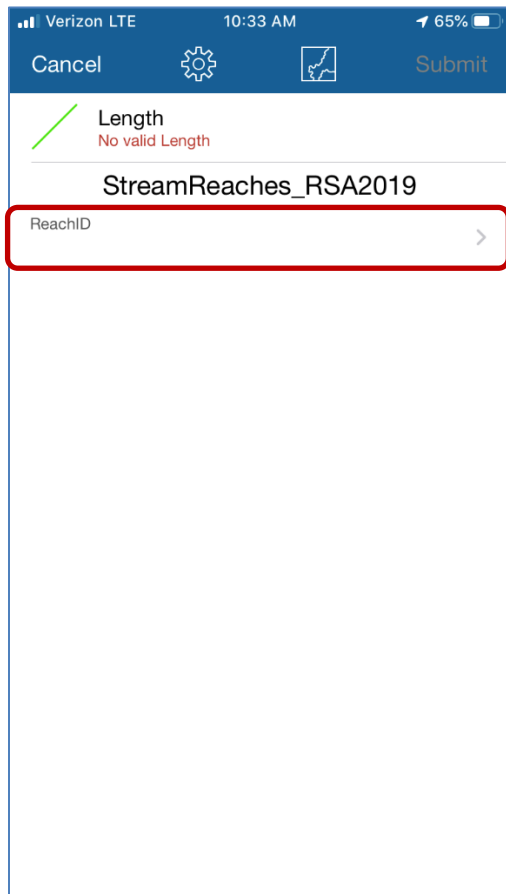 Verizon LTE 10:33 AM 65%
Cancel Submit
Length
No valid Length
StreamReaches_RSA2019
ReachID